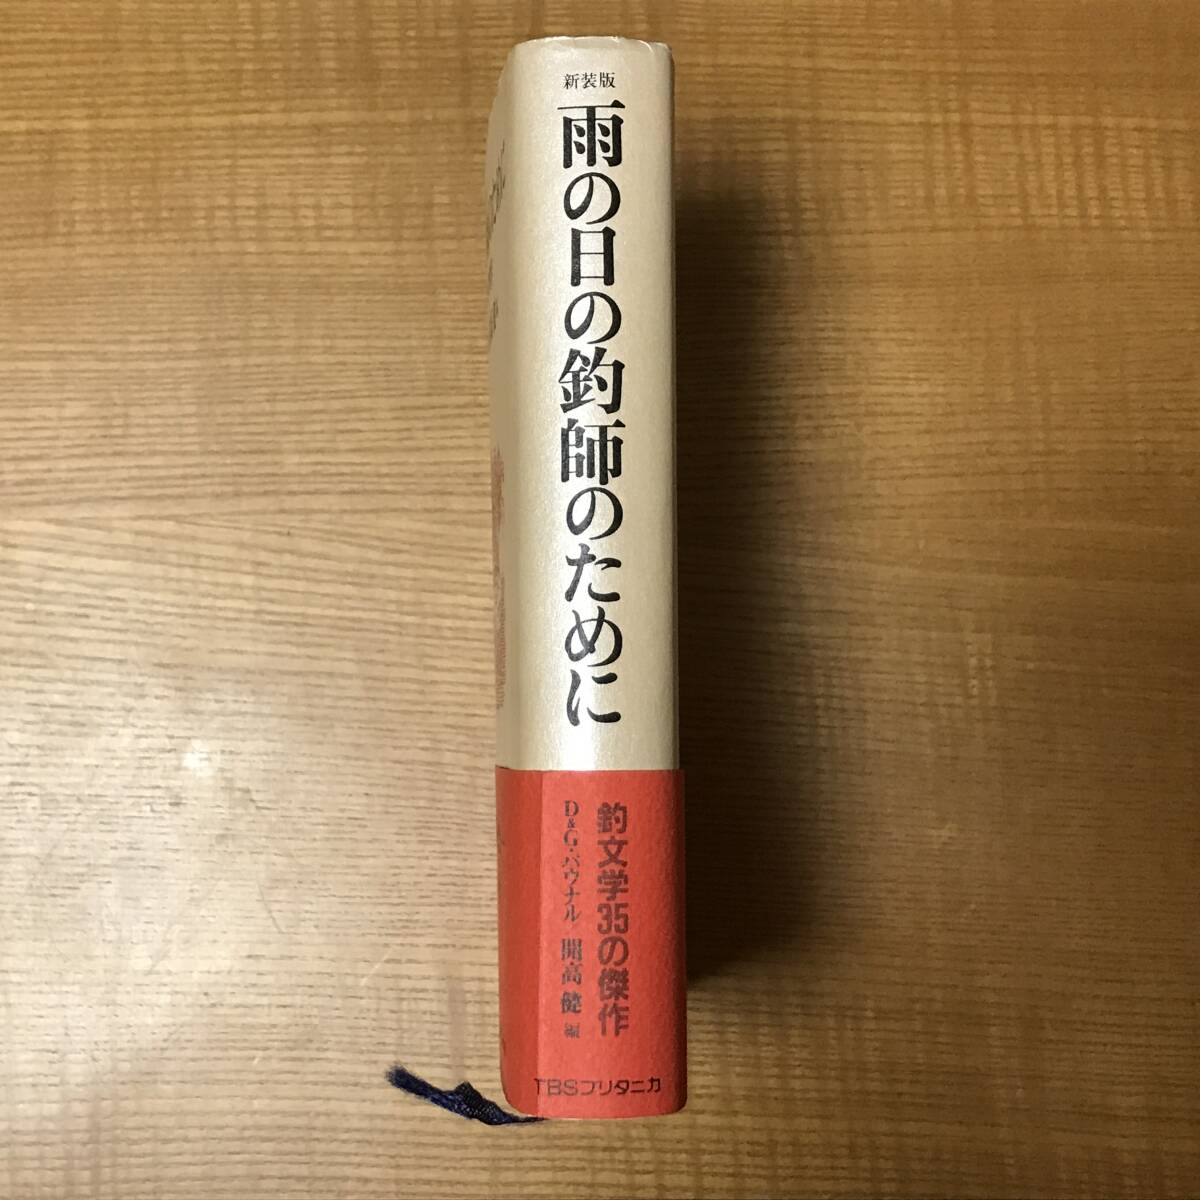 新装版
雨の日の釣師のために
釣文学35の傑作
D&G・パウナル 開高健 編
TBSブリタニカ